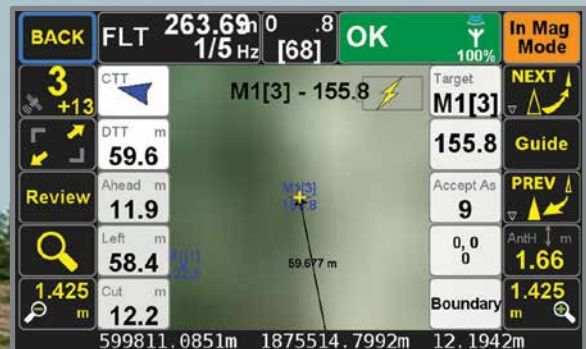 BACK
FLT
263.69m
1/5 Hz
0 .8
[68]
OK
100%
In Mag
Mode
3
+13
CTT
M1[3] - 155.8
Target
M1[3]
NEXT
DTT m
59.6
155.8
Guide
Review
Ahead m
11.9
M1[3]
Accept As
9
PREV
Left m
58.4
59.677 m
0, 0
0
AntH m
1.66
1.425
m
Cut m
12.2
Boundary
1.425
m
599811.0851m 1875514.7992m 12.1942m